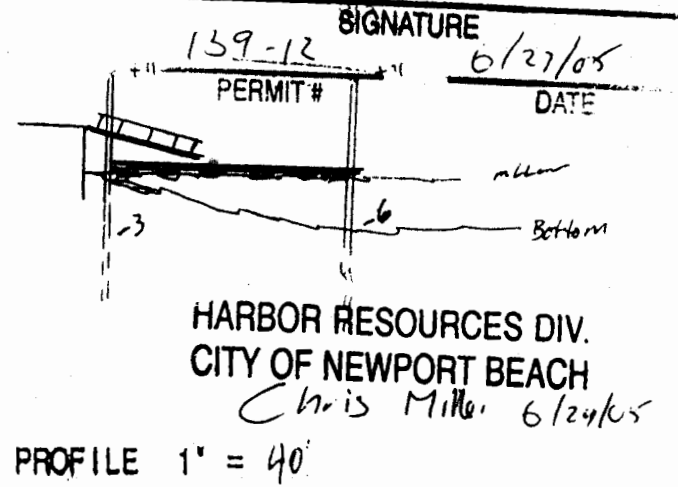 SIGNATURE
139-12
6/27/05
PERMIT #
DATE
+11
-3
-6
Bottom
HARBOR RESOURCES DIV.
CITY OF NEWPORT BEACH
Chris Miller 6/29/05
PROFILE 1" = 40'